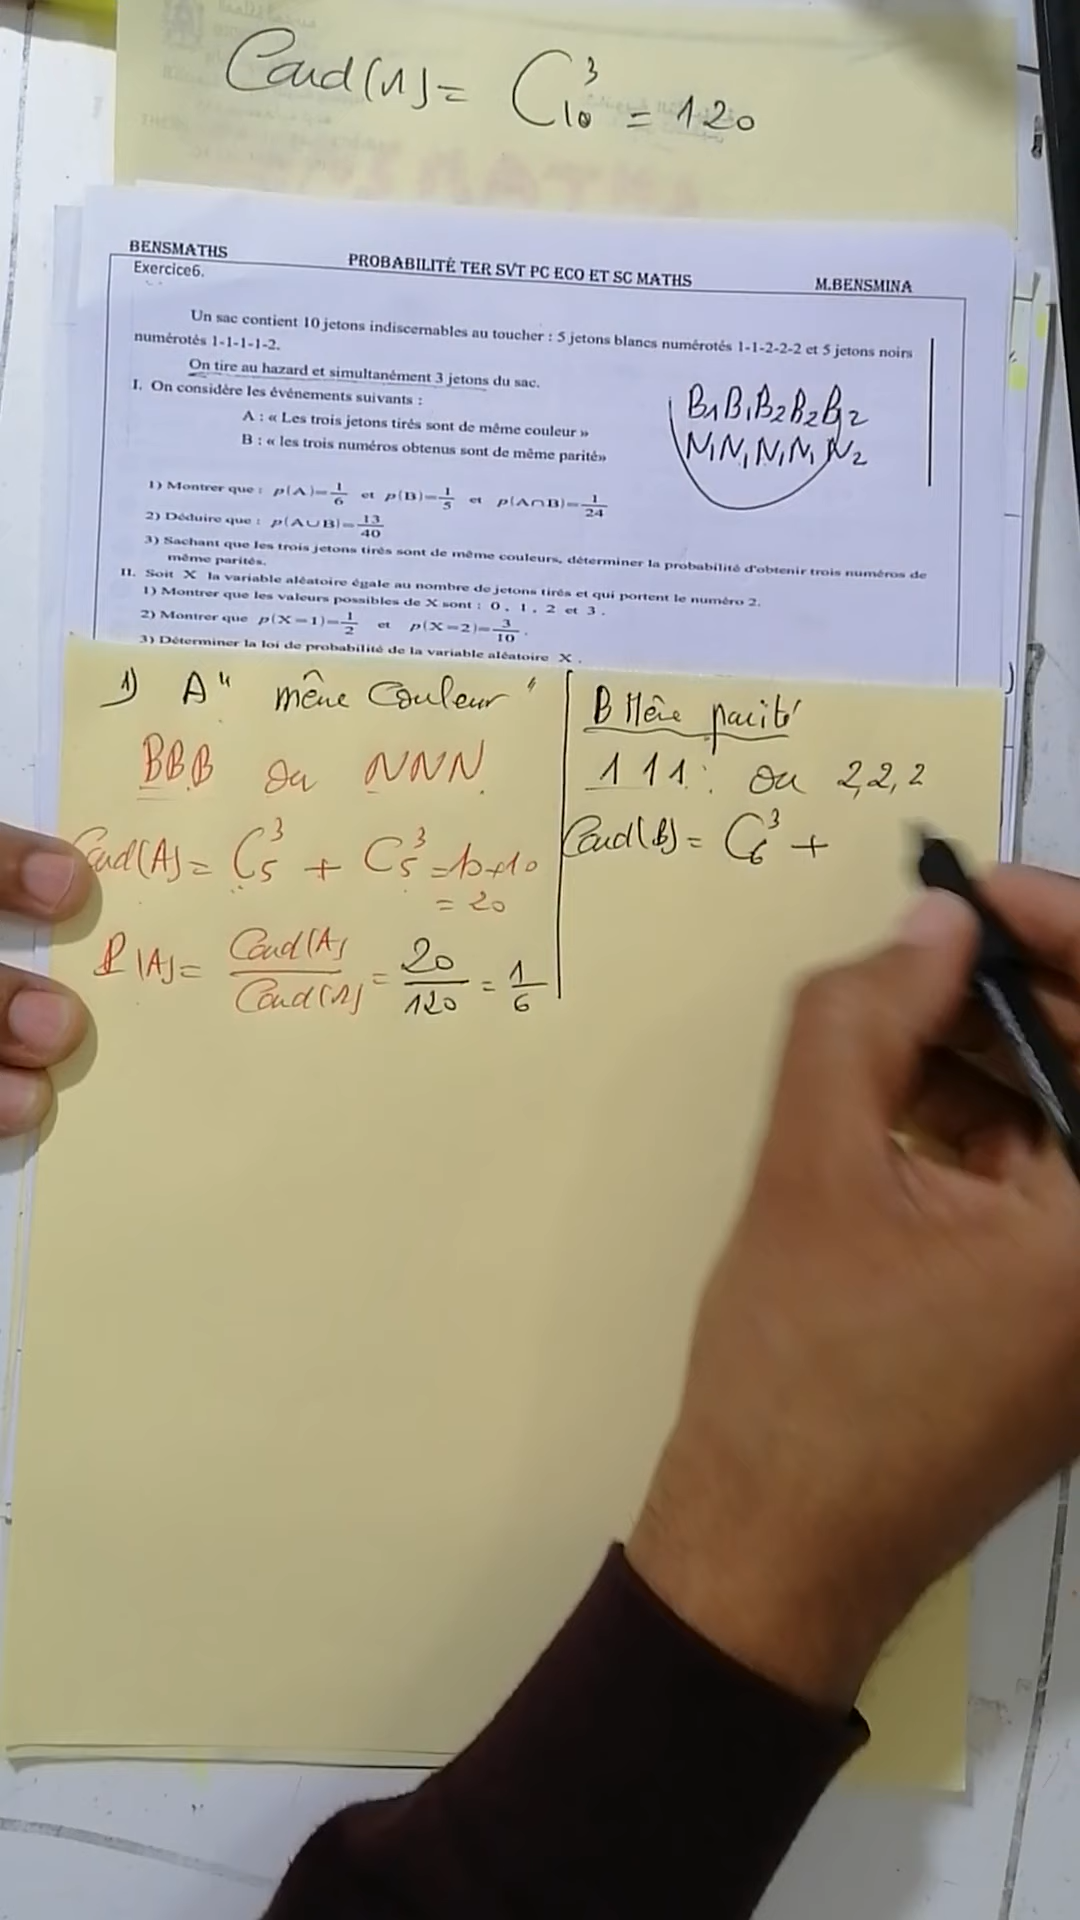 Card(Ω) = C₁₀³ = 120
BENSMATHS PROBABILITÉ TER SVT PC ECO ET SC MATHS M.BENSMINA
Exercice6.
Un sac contient 10 jetons indiscernables au toucher : 5 jetons blancs numérotés 1-1-2-2-2 et 5 jetons noirs
numérotés 1-1-1-1-2.
On tire au hazard et simultanément 3 jetons du sac.
I. On considère les événements suivants :
A : « Les trois jetons tirés sont de même couleur »
B : « les trois numéros obtenus sont de même parité»
B₁B₁B₂B₂B₂
N₁N₁N₁N₁N₂
1) Montrer que : p(A)=1/6 et p(B)=1/5 et p(A∩B)=1/24
2) Déduire que : p(A∪B)=13/40
3) Sachant que les trois jetons tirés sont de même couleurs, déterminer la probabilité d'obtenir trois numéros de
même parités.
II. Soit X la variable aléatoire égale au nombre de jetons tirés et qui portent le numéro 2.
1) Montrer que les valeurs possibles de X sont : 0 , 1 , 2 et 3 .
2) Montrer que p(X=1)=1/2 et p(X=2)=3/10 .
3) Déterminer la loi de probabilité de la variable aléatoire X .
1) A " même Couleur "
BBB ou NNN
Card(A) = C₅³ + C₅³ = 10+10
= 20
P(A) = Card(A)/Card(Ω) = 20/120 = 1/6
B Même parité
1 1 1 : ou 2,2,2
Card(B) = C₆³ +